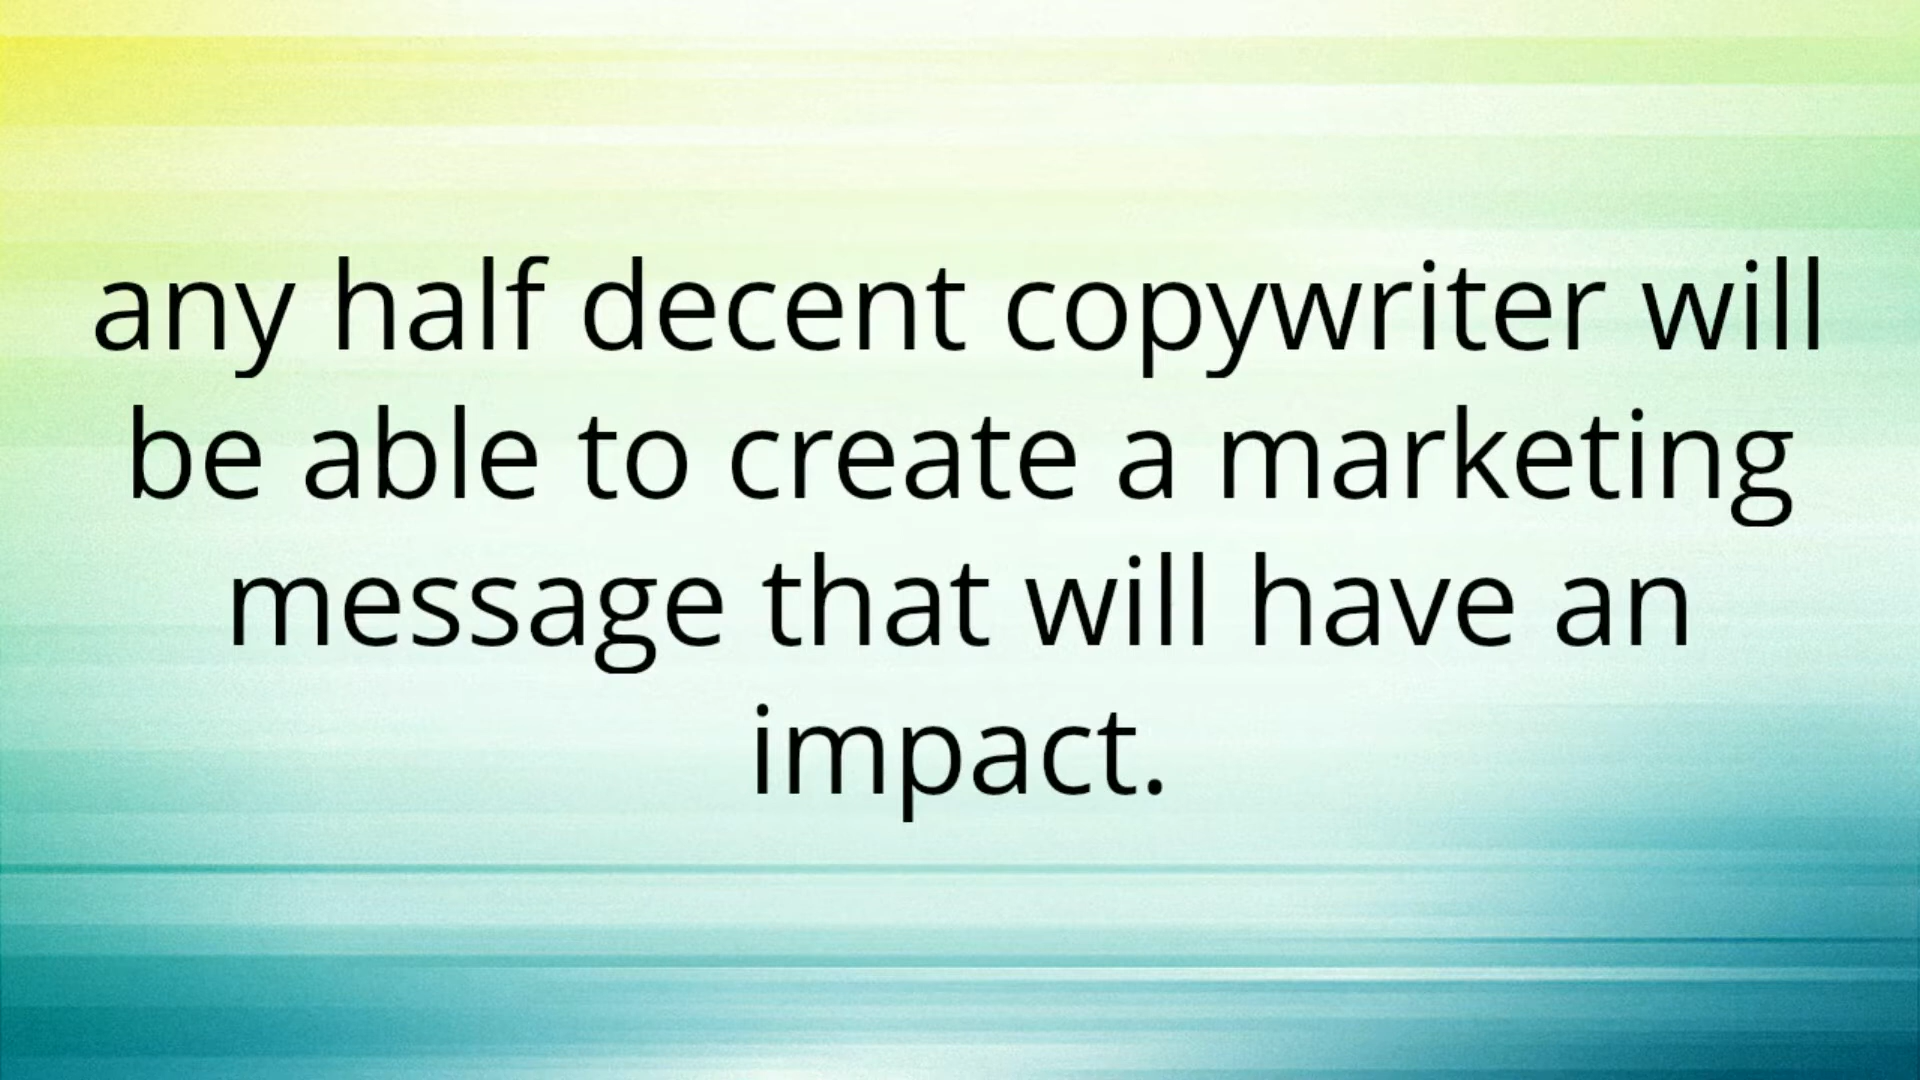 any half decent copywriter will
be able to create a marketing
message that will have an
impact.